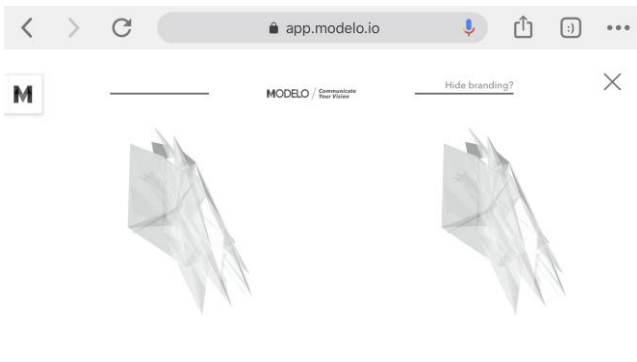 app.modelo.io
:)
M
MODELO / Communicate
Your Vision
Hide branding?